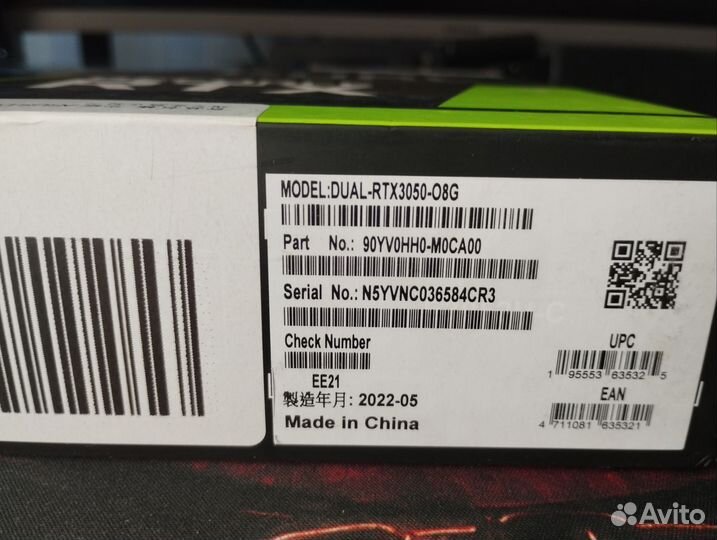 RTX
MODEL:DUAL-RTX3050-O8G
Part No.: 90YV0HH0-M0CA00
Serial No.: N5YVNC036584CR3
Check Number
EE21
製造年月: 2022-05
Made in China
UPC
1 95553 63532 5
EAN
4 711081 635321
Avito